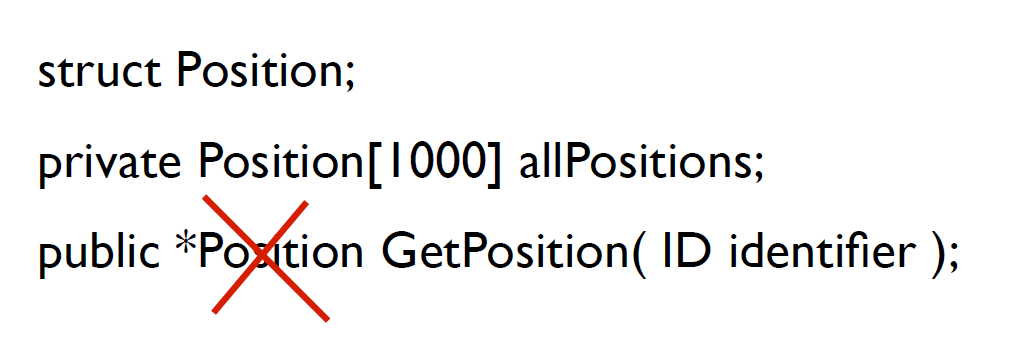 struct Position;
private Position[1000] allPositions;
public *Position GetPosition( ID identifier );